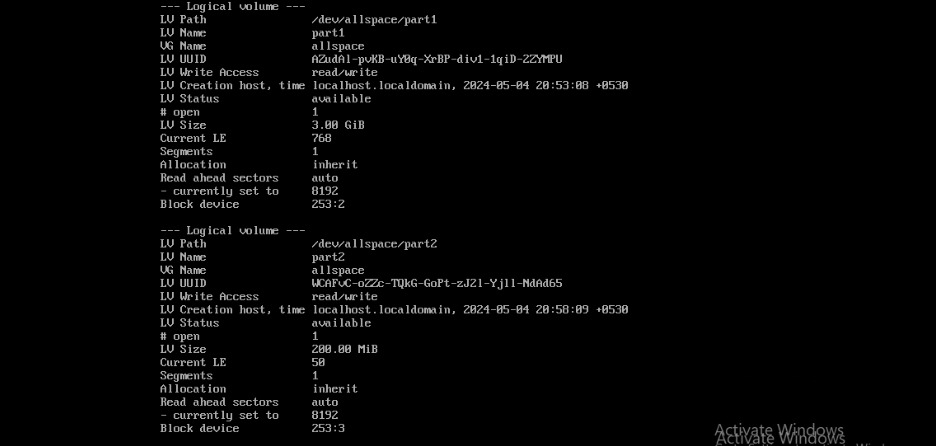 --- Logical volume ---
LV Path /dev/allspace/part1
LV Name part1
VG Name allspace
LV UUID AZudAl-pvKB-uY0q-XrBP-div1-1qiD-2ZYMPU
LV Write Access read/write
LV Creation host, time localhost.localdomain, 2024-05-04 20:53:08 +0530
LV Status available
# open 1
LV Size 3.00 GiB
Current LE 768
Segments 1
Allocation inherit
Read ahead sectors auto
- currently set to 8192
Block device 253:2
--- Logical volume ---
LV Path /dev/allspace/part2
LV Name part2
VG Name allspace
LV UUID WCAFvC-oZZc-TQkG-GoPt-zJZl-Yjll-NdAd65
LV Write Access read/write
LV Creation host, time localhost.localdomain, 2024-05-04 20:58:09 +0530
LV Status available
# open 1
LV Size 200.00 MiB
Current LE 50
Segments 1
Allocation inherit
Read ahead sectors auto
- currently set to 8192
Block device 253:3
Activate Windows
Activate Windows